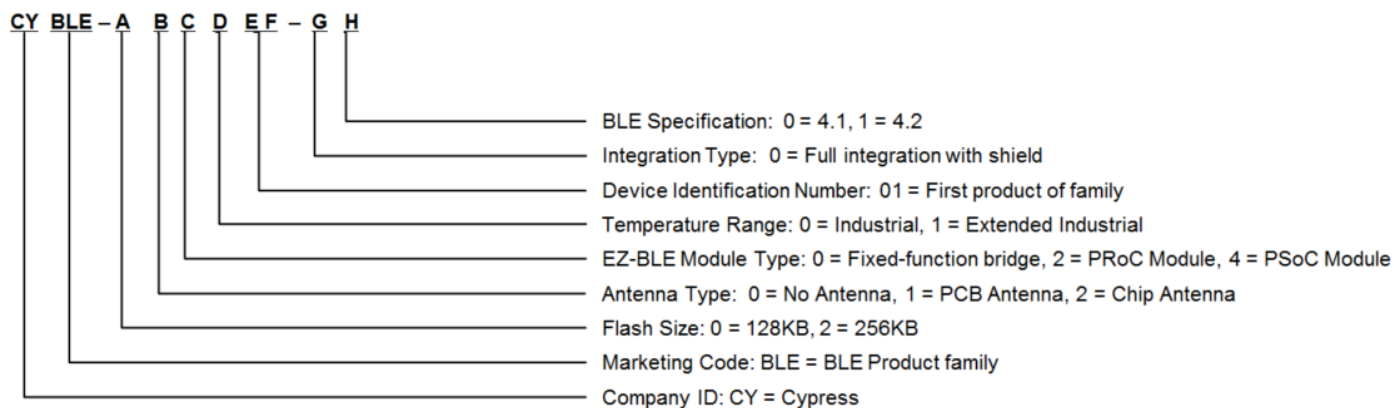 CY BLE – A B C D E F – G H
BLE Specification: 0 = 4.1, 1 = 4.2
Integration Type: 0 = Full integration with shield
Device Identification Number: 01 = First product of family
Temperature Range: 0 = Industrial, 1 = Extended Industrial
EZ-BLE Module Type: 0 = Fixed-function bridge, 2 = PRoC Module, 4 = PSoC Module
Antenna Type: 0 = No Antenna, 1 = PCB Antenna, 2 = Chip Antenna
Flash Size: 0 = 128KB, 2 = 256KB
Marketing Code: BLE = BLE Product family
Company ID: CY = Cypress